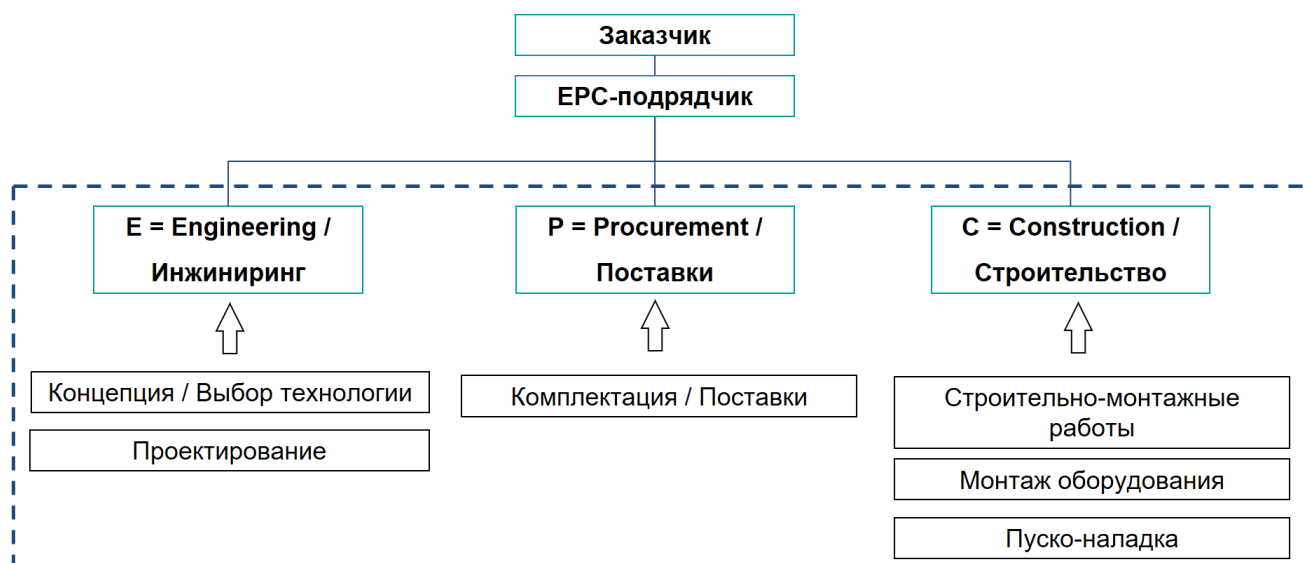 Заказчик
EPC-подрядчик
E = Engineering /
Инжиниринг
P = Procurement /
Поставки
C = Construction /
Строительство
Концепция / Выбор технологии
Проектирование
Комплектация / Поставки
Строительно-монтажные
работы
Монтаж оборудования
Пуско-наладка